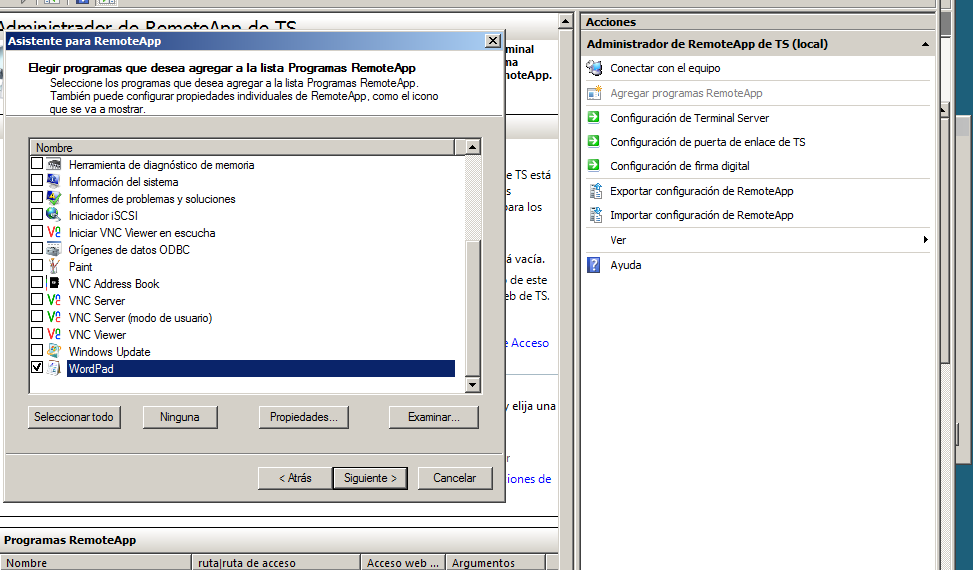 Administrador de RemoteApp de TS
Asistente para RemoteApp
Elegir programas que desea agregar a la lista Programas RemoteApp
Seleccione los programas que desea agregar a la lista Programas RemoteApp.
También puede configurar propiedades individuales de RemoteApp, como el icono
que se va a mostrar.
Nombre
Herramienta de diagnóstico de memoria
Información del sistema
Informes de problemas y soluciones
Iniciador iSCSI
Iniciar VNC Viewer en escucha
Orígenes de datos ODBC
Paint
VNC Address Book
VNC Server
VNC Server (modo de usuario)
VNC Viewer
Windows Update
WordPad
Seleccionar todo
Ninguna
Propiedades...
Examinar...
< Atrás
Siguiente >
Cancelar
minal
ma
moteApp.
e TS está
s
para los
á vacía.
o de este
eb de TS.
e Acceso
y elija una
r
iones de
Programas RemoteApp
Nombre
ruta|ruta de acceso
Acceso web ...
Argumentos
Acciones
Administrador de RemoteApp de TS (local)
Conectar con el equipo
Agregar programas RemoteApp
Configuración de Terminal Server
Configuración de puerta de enlace de TS
Configuración de firma digital
Exportar configuración de RemoteApp
Importar configuración de RemoteApp
Ver
Ayuda